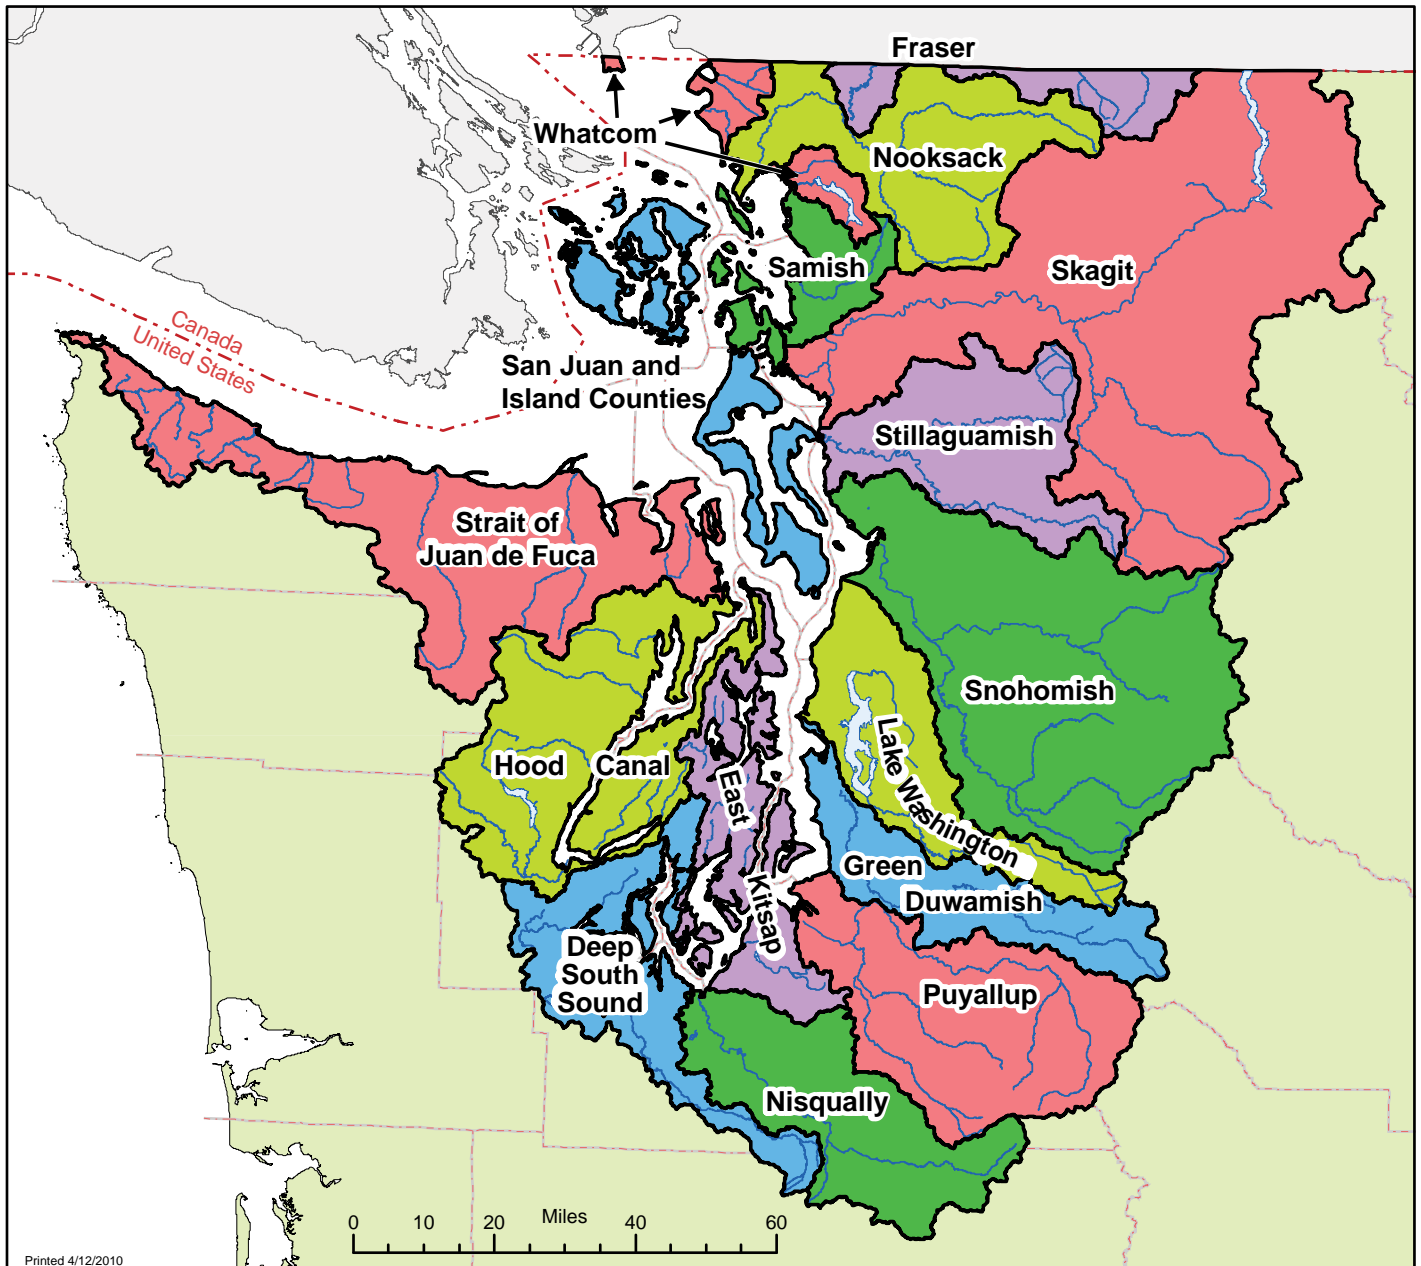 Fraser
Whatcom
Nooksack
Samish
Skagit
Canada
United States
San Juan and
Island Counties
Stillaguamish
Strait of
Juan de Fuca
Snohomish
Hood Canal
East Kitsap
Lake Washington
Green
Duwamish
Deep
South
Sound
Puyallup
Nisqually
0 10 20 Miles 40 60
Printed 4/12/2010